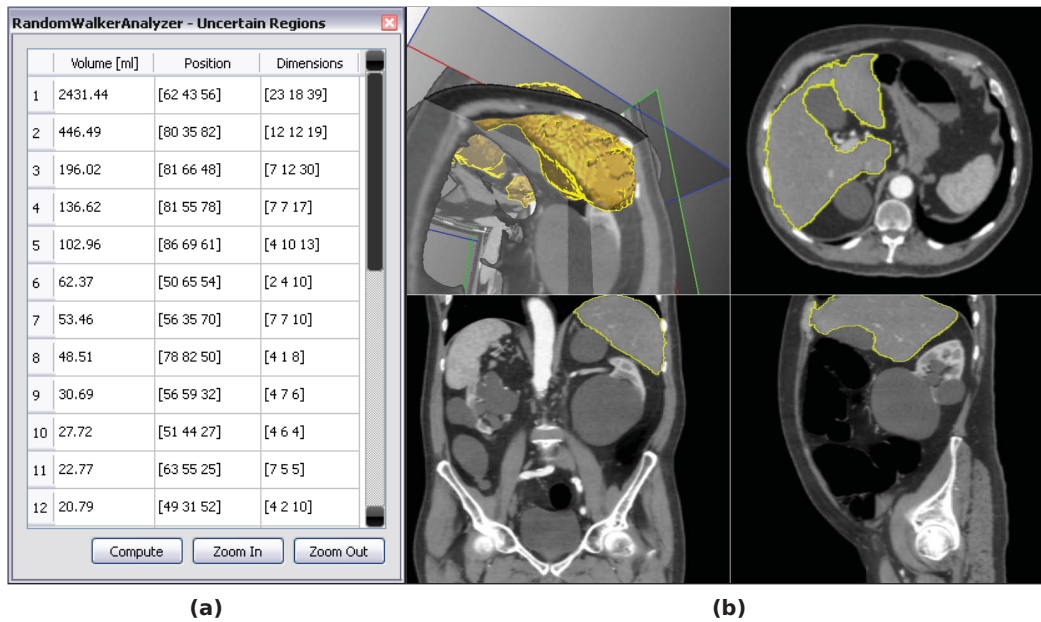 RandomWalkerAnalyzer - Uncertain Regions
Volume [ml] Position Dimensions
1 2431.44 [62 43 56] [23 18 39]
2 446.49 [80 35 82] [12 12 19]
3 196.02 [81 66 48] [7 12 30]
4 136.62 [81 55 78] [7 7 17]
5 102.96 [86 69 61] [4 10 13]
6 62.37 [50 65 54] [2 4 10]
7 53.46 [56 35 70] [7 7 10]
8 48.51 [78 82 50] [4 1 8]
9 30.69 [56 59 32] [4 7 6]
10 27.72 [51 44 27] [4 6 4]
11 22.77 [63 55 25] [7 5 5]
12 20.79 [49 31 52] [4 2 10]
Compute Zoom In Zoom Out
(a) (b)